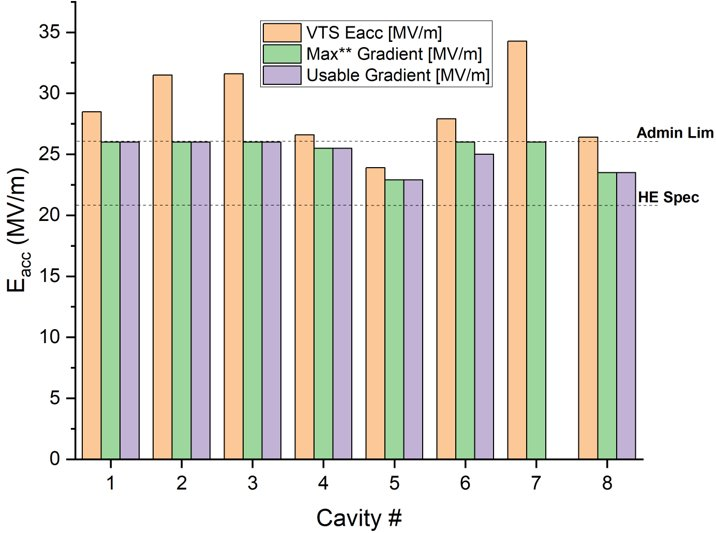 VTS Eacc [MV/m]
Max** Gradient [MV/m]
Usable Gradient [MV/m]
35
30
25
20
15
10
5
0
E_acc (MV/m)
Admin Lim
HE Spec
1 2 3 4 5 6 7 8
Cavity #